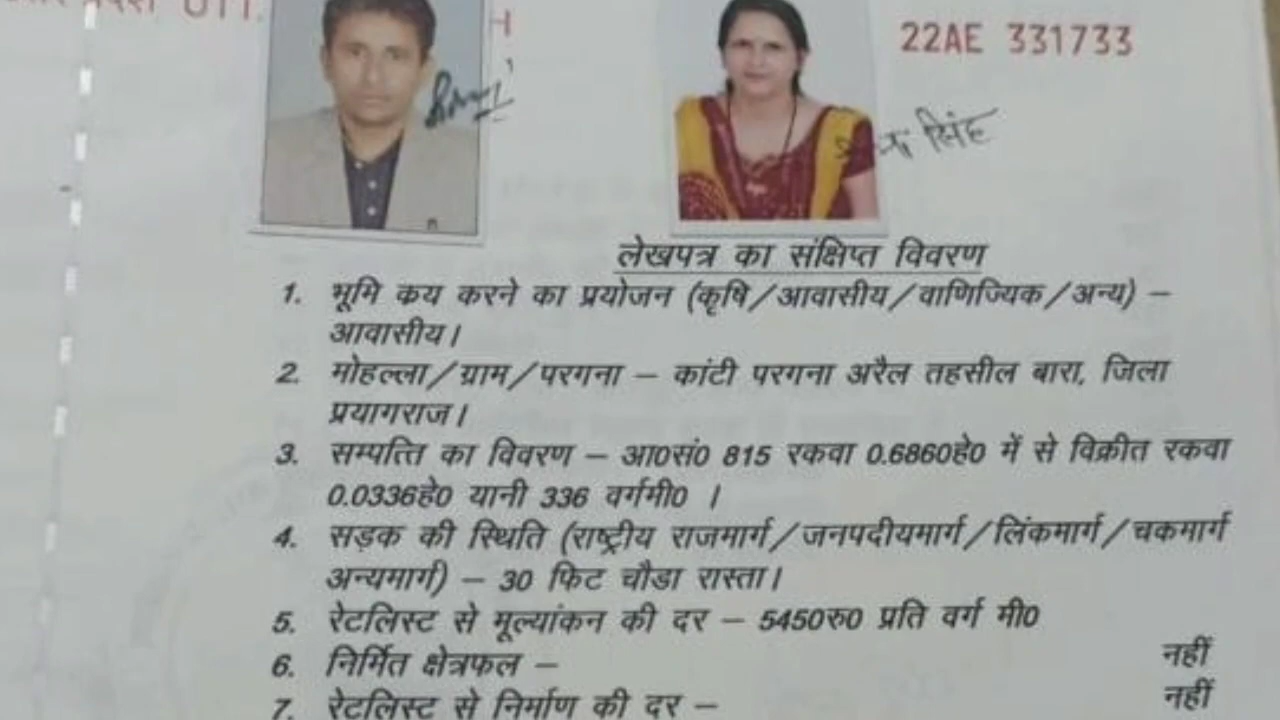 22AE 331733
सिंह
लेखपत्र का संक्षिप्त विवरण
1. भूमि कय करने का प्रयोजन (कृषि/आवासीय/वाणिज्यिक/अन्य) –
आवासीय।
2. मोहल्ला/ग्राम/परगना – कांटी परगना अरैल तहसील बारा, जिला
प्रयागराज।
3. सम्पत्ति का विवरण – आ0सं0 815 रकवा 0.6860हे0 में से विक्रीत रकवा
0.0336हे0 यानी 336 वर्गमी0 ।
4. सड़क की स्थिति (राष्ट्रीय राजमार्ग/जनपदीयमार्ग/लिंकमार्ग/चकमार्ग
अन्यमार्ग) – 30 फिट चौडा रास्ता।
5. रेटलिस्ट से मूल्यांकन की दर – 5450रु0 प्रति वर्ग मी0
6. निर्मित क्षेत्रफल – नहीं
7. रेटलिस्ट से निर्माण की दर – नहीं